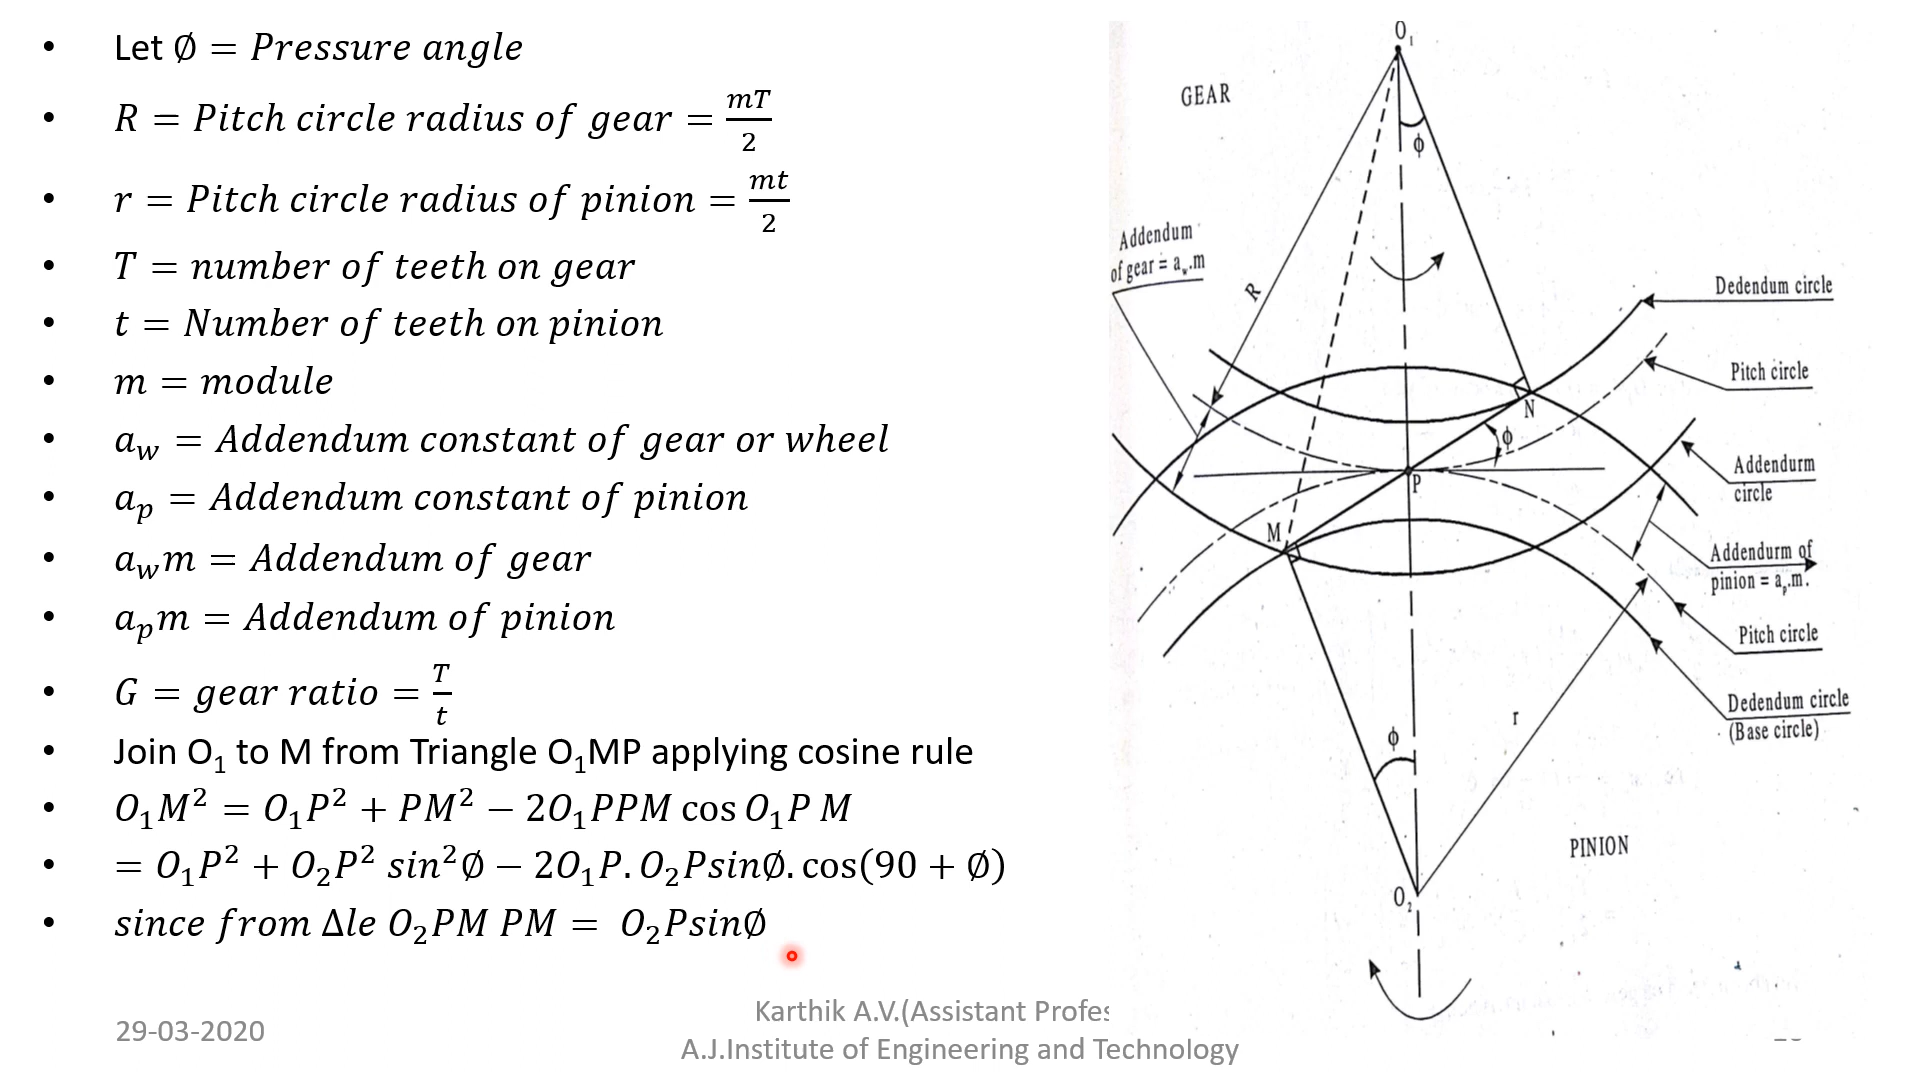 • Let ∅ = Pressure angle
• R = Pitch circle radius of gear = mT/2
• r = Pitch circle radius of pinion = mt/2
• T = number of teeth on gear
• t = Number of teeth on pinion
• m = module
• a_w = Addendum constant of gear or wheel
• a_p = Addendum constant of pinion
• a_w m = Addendum of gear
• a_p m = Addendum of pinion
• G = gear ratio = T/t
• Join O₁ to M from Triangle O₁MP applying cosine rule
• O₁M² = O₁P² + PM² − 2O₁PPM cos O₁P M
• = O₁P² + O₂P² sin²∅ − 2O₁P. O₂Psin∅. cos(90 + ∅)
• since from Δle O₂PM PM = O₂Psin∅
29-03-2020
Karthik A.V.(Assistant Profes
A.J.Institute of Engineering and Technology
O₁
GEAR
ϕ
Addendum
of gear = a_w.m
R
Dedendum circle
Pitch circle
N
ϕ
P
Addendurm
circle
M
Addendurm of
pinion = a_p.m.
Pitch circle
Dedendum circle
(Base circle)
r
ϕ
PINION
O₂